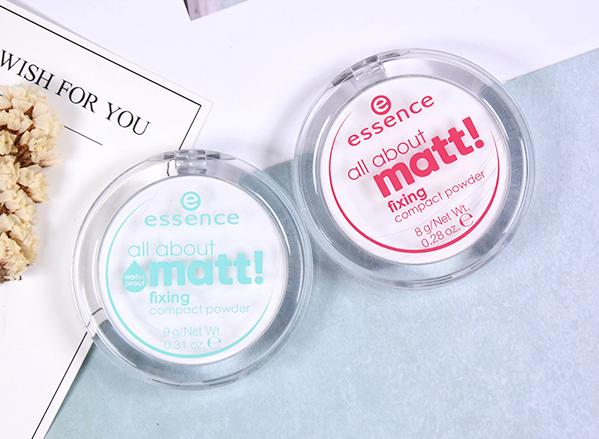 WISH FOR YOU
e
essence
all about
water
proof
matt!
fixing
compact powder
9 g/Net Wt.
0.31 oz. ℮
e
essence
all about
matt!
fixing
compact powder
8 g/Net Wt.
0.28 oz. ℮